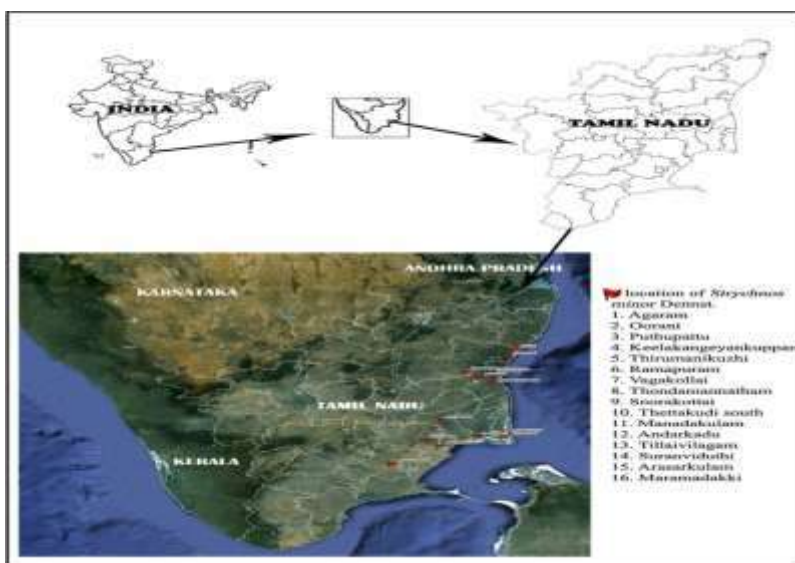 INDIA
TAMIL NADU
ANDHRA PRADESH
KARNATAKA
TAMIL NADU
KERALA
location of Strychnos
minor Dennst.
1. Agaram
2. Oorani
3. Puthupattu
4. Keelakangeyankuppam
5. Thirumanikuzhi
6. Ramapuram
7. Vagakollai
8. Thondamanatham
9. Soorakottai
10. Thettakudi south
11. Manadakulam
12. Andarkadu
13. Tillaivilagam
14. Suranviduthi
15. Arasarkulam
16. Maramadakki